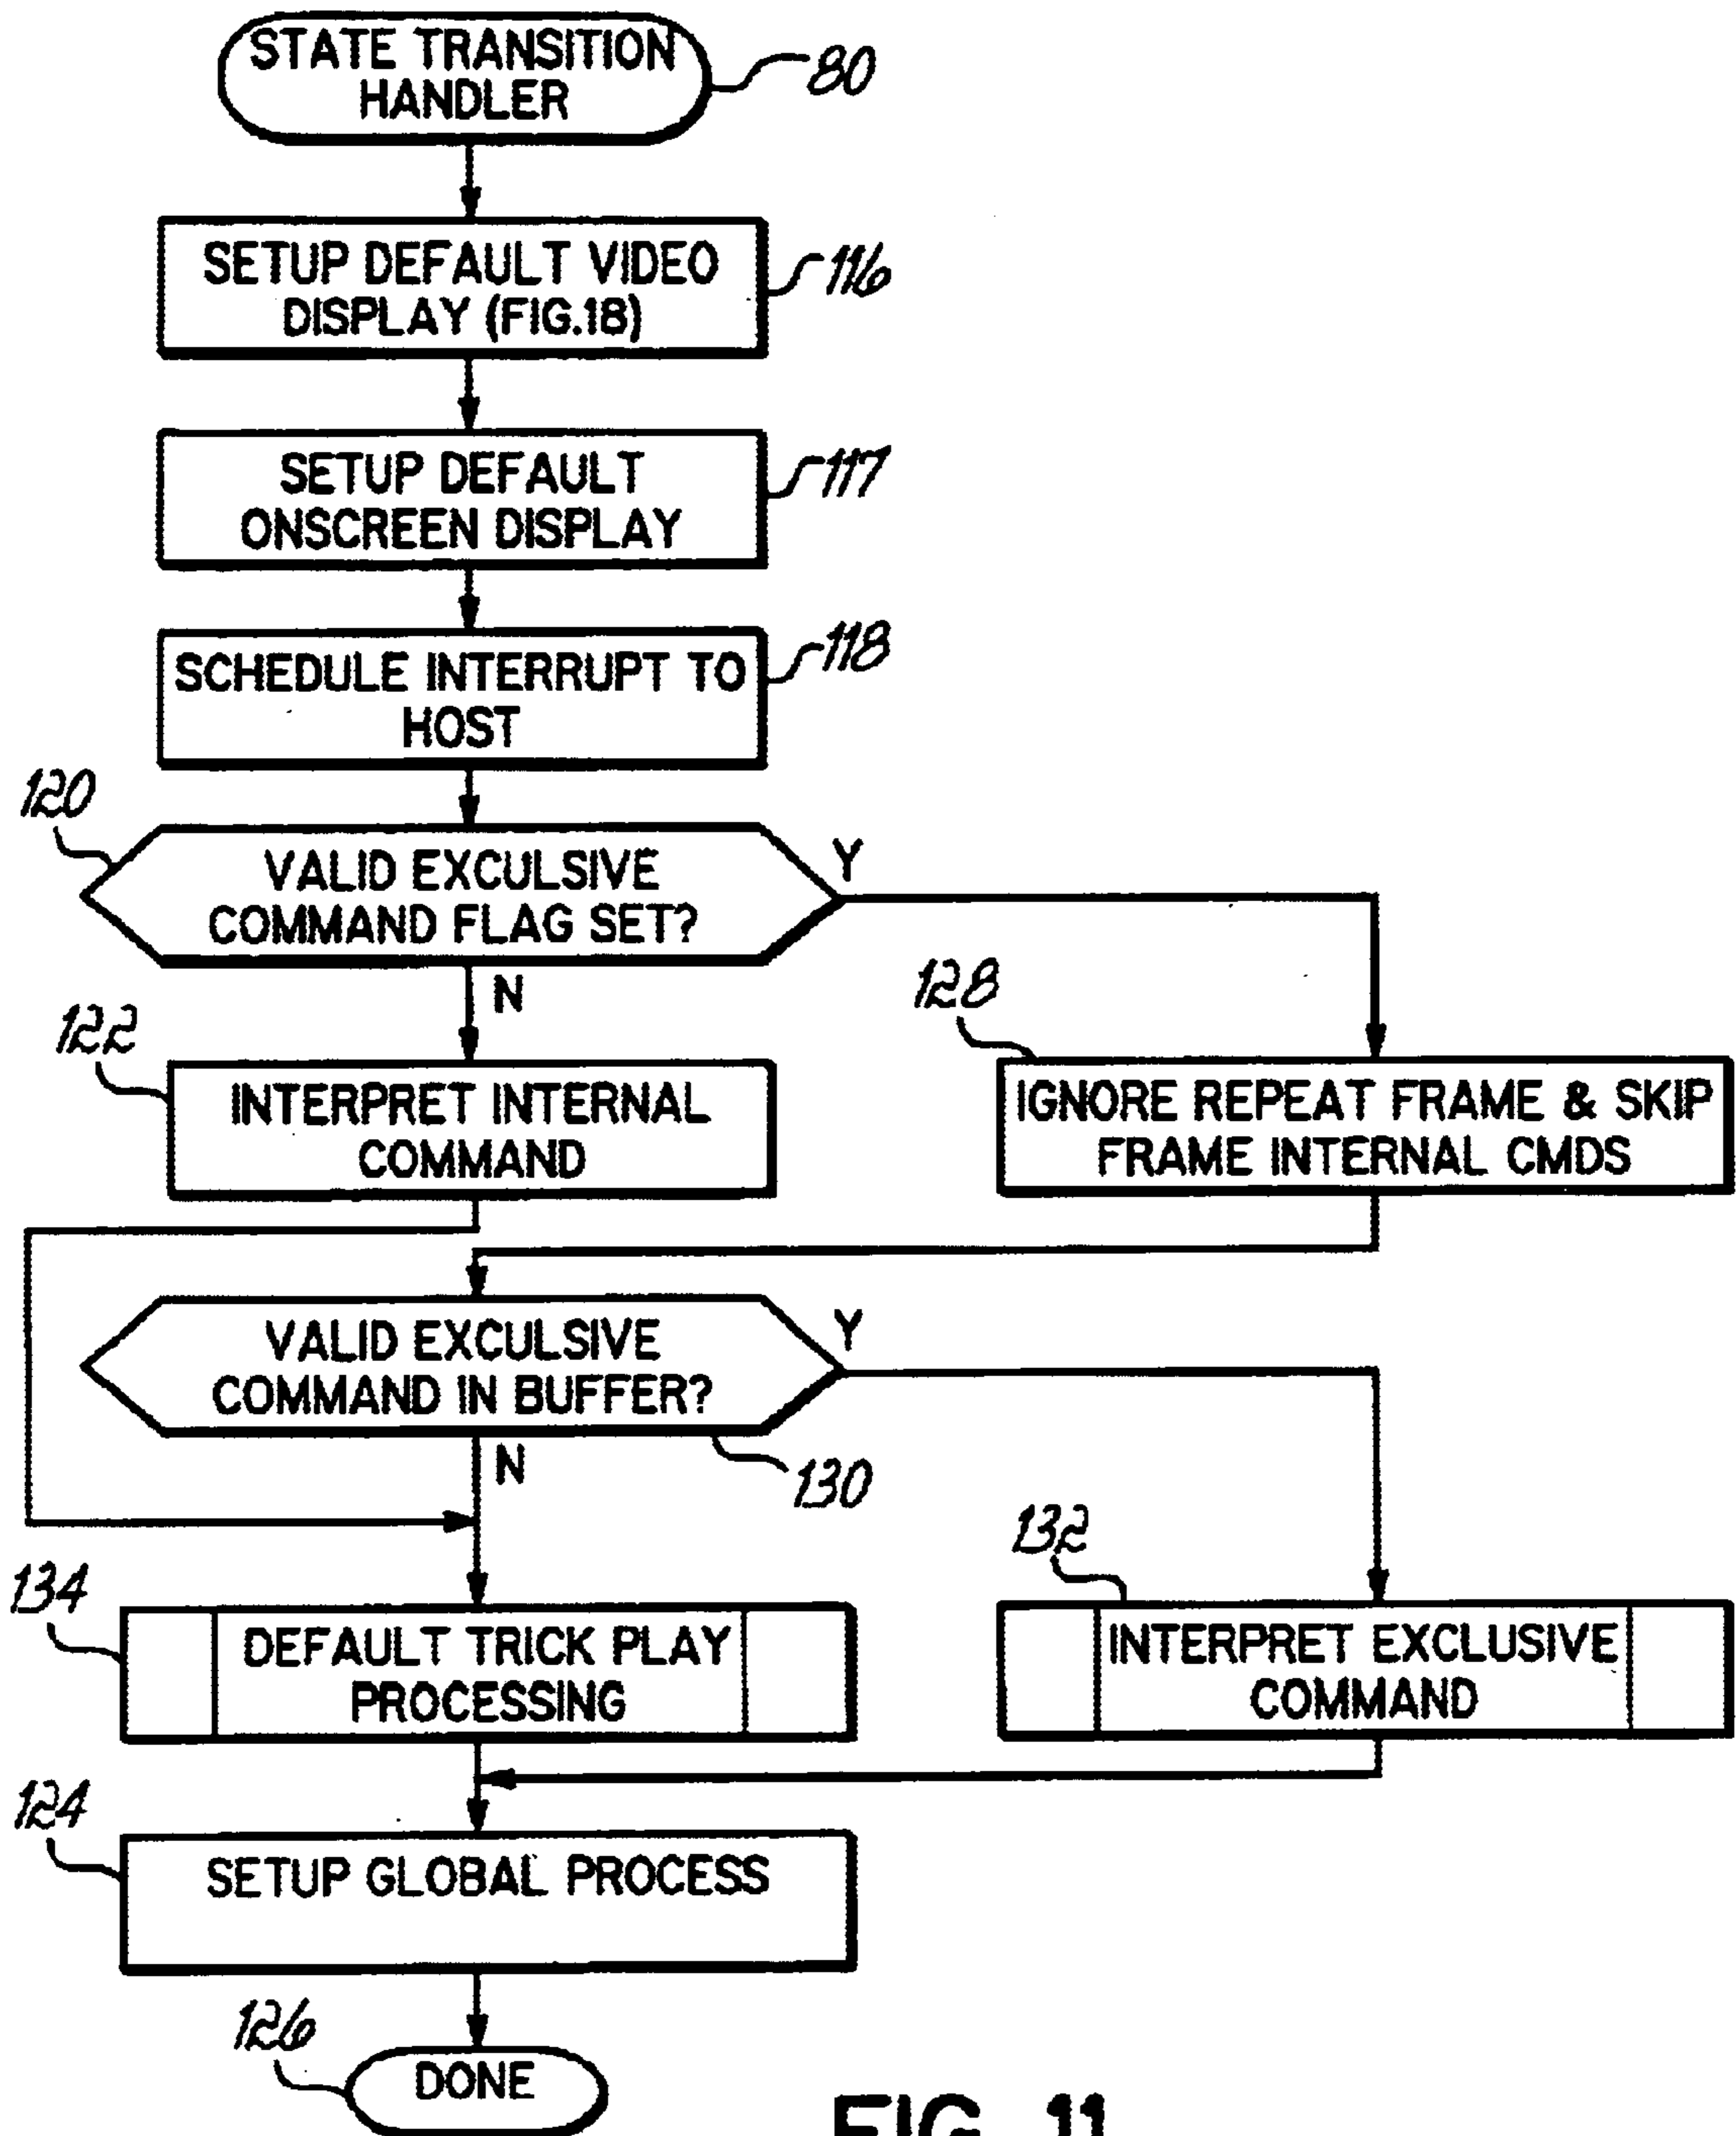 STATE TRANSITION
HANDLER
80
SETUP DEFAULT VIDEO
DISPLAY (FIG.18)
116
SETUP DEFAULT
ONSCREEN DISPLAY
117
SCHEDULE INTERRUPT TO
HOST
118
120
VALID EXCULSIVE
COMMAND FLAG SET?
Y
N
122
INTERPRET INTERNAL
COMMAND
128
IGNORE REPEAT FRAME & SKIP
FRAME INTERNAL CMDS
VALID EXCULSIVE
COMMAND IN BUFFER?
Y
N
130
134
DEFAULT TRICK PLAY
PROCESSING
132
INTERPRET EXCLUSIVE
COMMAND
124
SETUP GLOBAL PROCESS
126
DONE
FIG. 11